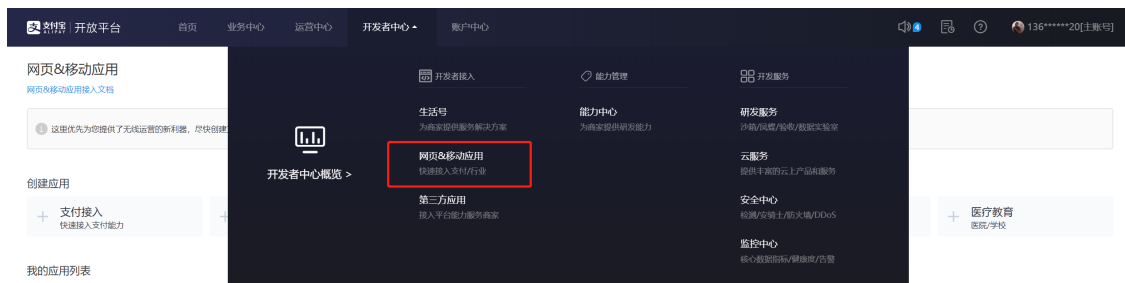 支付宝 ALIPAY 开放平台 首页 业务中心 运营中心 开发者中心 账户中心 4 136******20[主账号]
网页&移动应用
网页&移动应用接入文档
这里优先为您提供了无线运营的新利器，尽快创建
创建应用
支付接入
快速接入支付能力
我的应用列表
开发者中心概览 >
开发者接入
生活号
为商家提供服务解决方案
网页&移动应用
快速接入支付/行业
第三方应用
接入平台能力服务商家
能力管理
能力中心
为商家提供研发能力
开发服务
研发服务
沙箱/凤蝶/验收/数据实验室
云服务
提供丰富的云上产品和服务
安全中心
检测/安骑士/防火墙/DDoS
监控中心
核心数据指标/健康度/告警
医疗教育
医院/学校